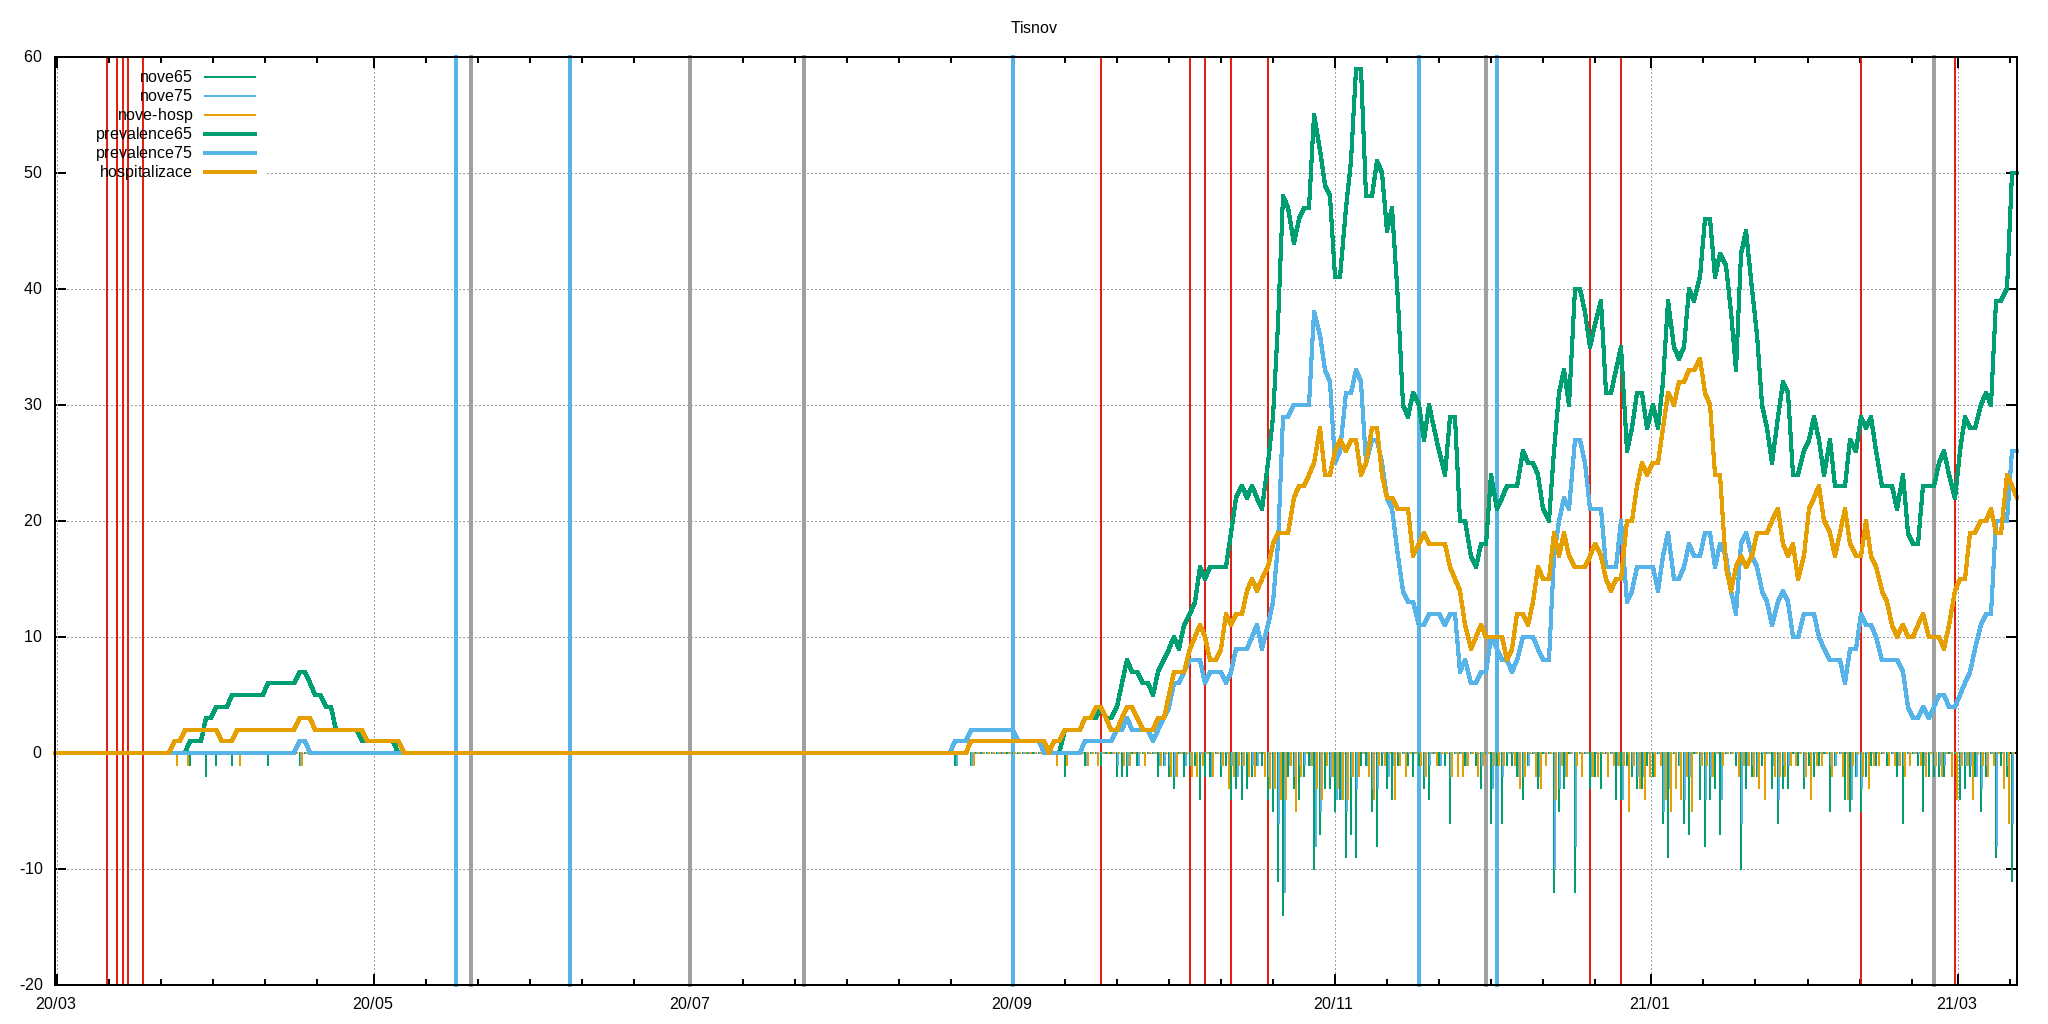 Tisnov
60
nove65
nove75
nove-hosp
prevalence65
prevalence75
hospitalizace
50
40
30
20
10
0
-10
-20
20/03 20/05 20/07 20/09 20/11 21/01 21/03